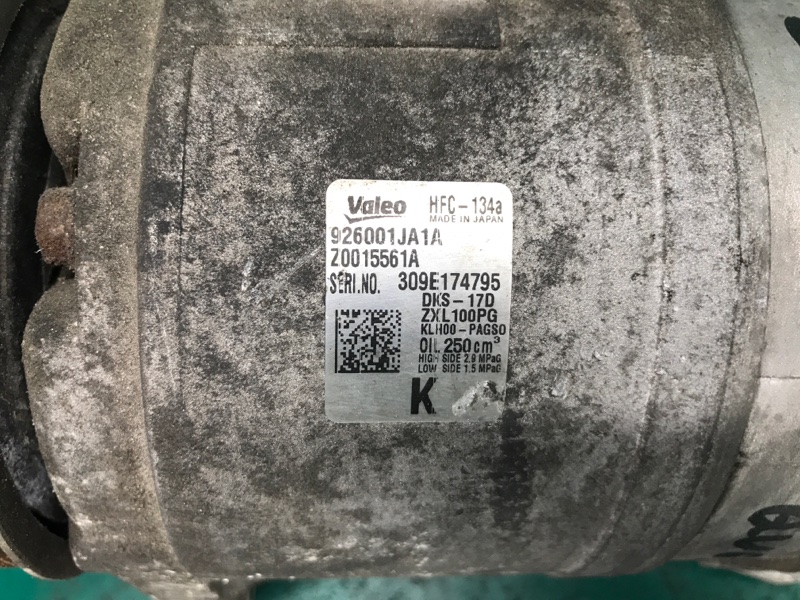 Valeo HFC-134a
MADE IN JAPAN
926001JA1A
Z0015561A
SERI.NO. 309E174795
DKS-17D
ZXL100PG
KLH00-PAGS0
OIL 250cm³
HIGH SIDE 2.9 MPaG
LOW SIDE 1.5 MPaG
K